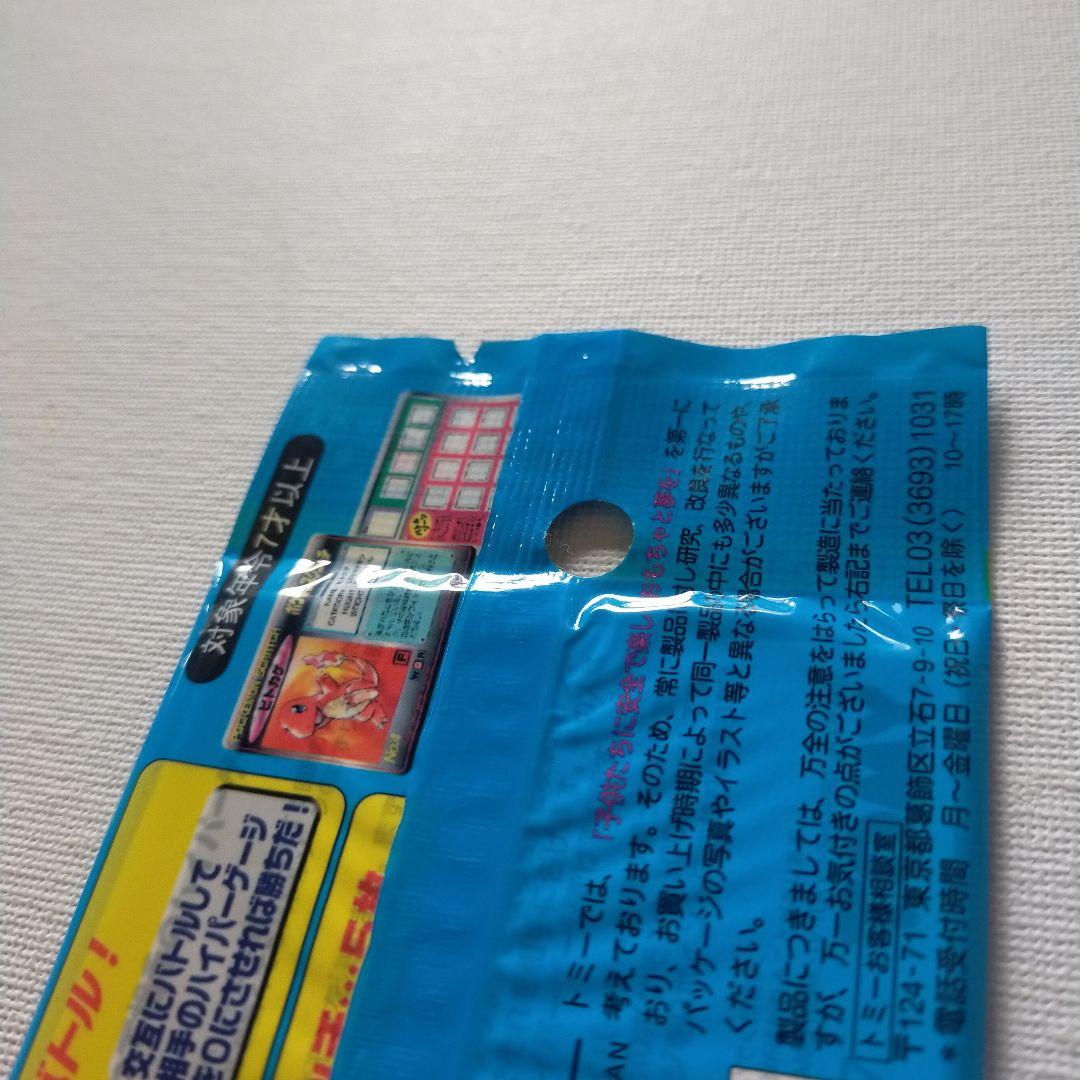 対象年令7才以上
ヒトカゲ
No.4
バトル！
交互にバトルして
相手のハイパーゲージ
を0にさせれば勝ちだ！
トミーでは、「子供たちに安全で楽しいおもちゃと夢を」を第一に
考えております。そのため、常に製品 し研究、改良を行なって
おり、お買い上げ時期によって同一製品中にも多少異なるものや、
パッケージの写真やイラスト等と異なる場合がございますがご了承
ください。
製品につきましては、万全の注意をはらって製造に当たっておりま
すが、万一お気付きの点がございましたら右記までご連絡ください。
トミーお客様相談室
〒124-71 東京都葛飾区立石7-9-10 TEL03(3693)1031
*電話受付時間 月〜金曜日(祝日・祭日を除く) 10〜17時